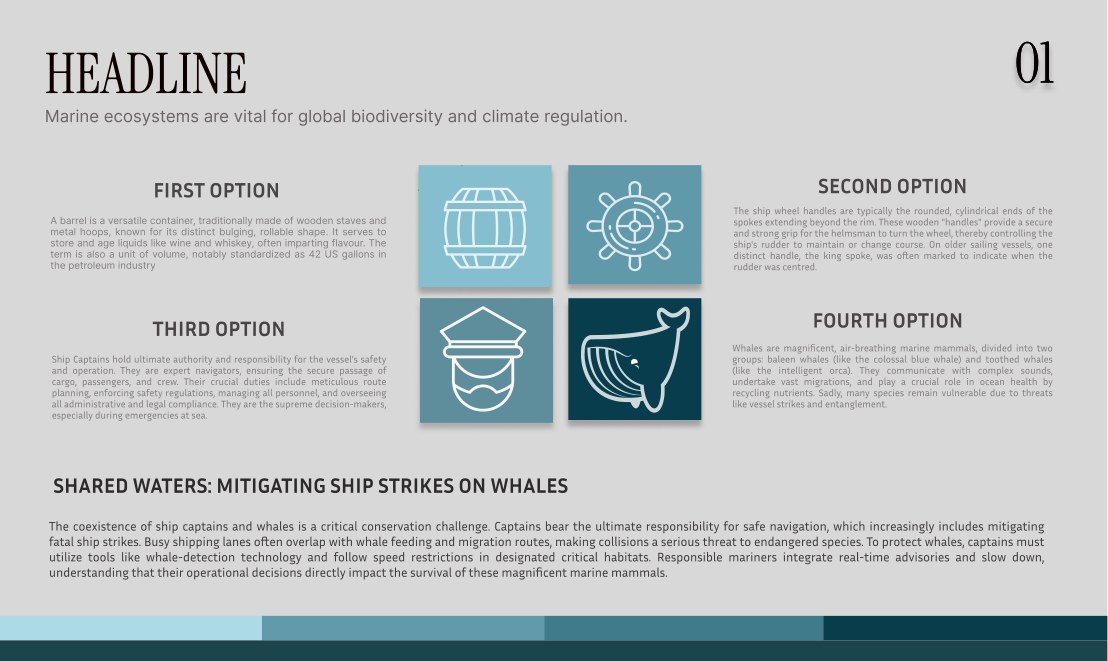 HEADLINE
01
Marine ecosystems are vital for global biodiversity and climate regulation.
FIRST OPTION
A barrel is a versatile container, traditionally made of wooden staves and
metal hoops, known for its distinct bulging, rollable shape. It serves to
store and age liquids like wine and whiskey, often imparting flavour. The
term is also a unit of volume, notably standardized as 42 US gallons in
the petroleum industry
SECOND OPTION
The ship wheel handles are typically the rounded, cylindrical ends of the
spokes extending beyond the rim. These wooden "handles" provide a secure
and strong grip for the helmsman to turn the wheel, thereby controlling the
ship's rudder to maintain or change course. On older sailing vessels, one
distinct handle, the king spoke, was often marked to indicate when the
rudder was centred.
THIRD OPTION
Ship Captains hold ultimate authority and responsibility for the vessel's safety
and operation. They are expert navigators, ensuring the secure passage of
cargo, passengers, and crew. Their crucial duties include meticulous route
planning, enforcing safety regulations, managing all personnel, and overseeing
all administrative and legal compliance. They are the supreme decision-makers,
especially during emergencies at sea.
FOURTH OPTION
Whales are magnificent, air-breathing marine mammals, divided into two
groups: baleen whales (like the colossal blue whale) and toothed whales
(like the intelligent orca). They communicate with complex sounds,
undertake vast migrations, and play a crucial role in ocean health by
recycling nutrients. Sadly, many species remain vulnerable due to threats
like vessel strikes and entanglement.
SHARED WATERS: MITIGATING SHIP STRIKES ON WHALES
The coexistence of ship captains and whales is a critical conservation challenge. Captains bear the ultimate responsibility for safe navigation, which increasingly includes mitigating
fatal ship strikes. Busy shipping lanes often overlap with whale feeding and migration routes, making collisions a serious threat to endangered species. To protect whales, captains must
utilize tools like whale-detection technology and follow speed restrictions in designated critical habitats. Responsible mariners integrate real-time advisories and slow down,
understanding that their operational decisions directly impact the survival of these magnificent marine mammals.